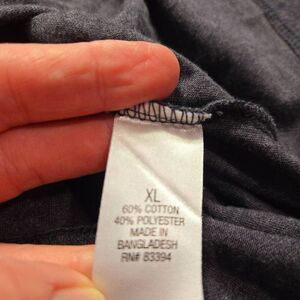 XL
60% COTTON
40% POLYESTER
MADE IN
BANGLADESH
RN# 83394